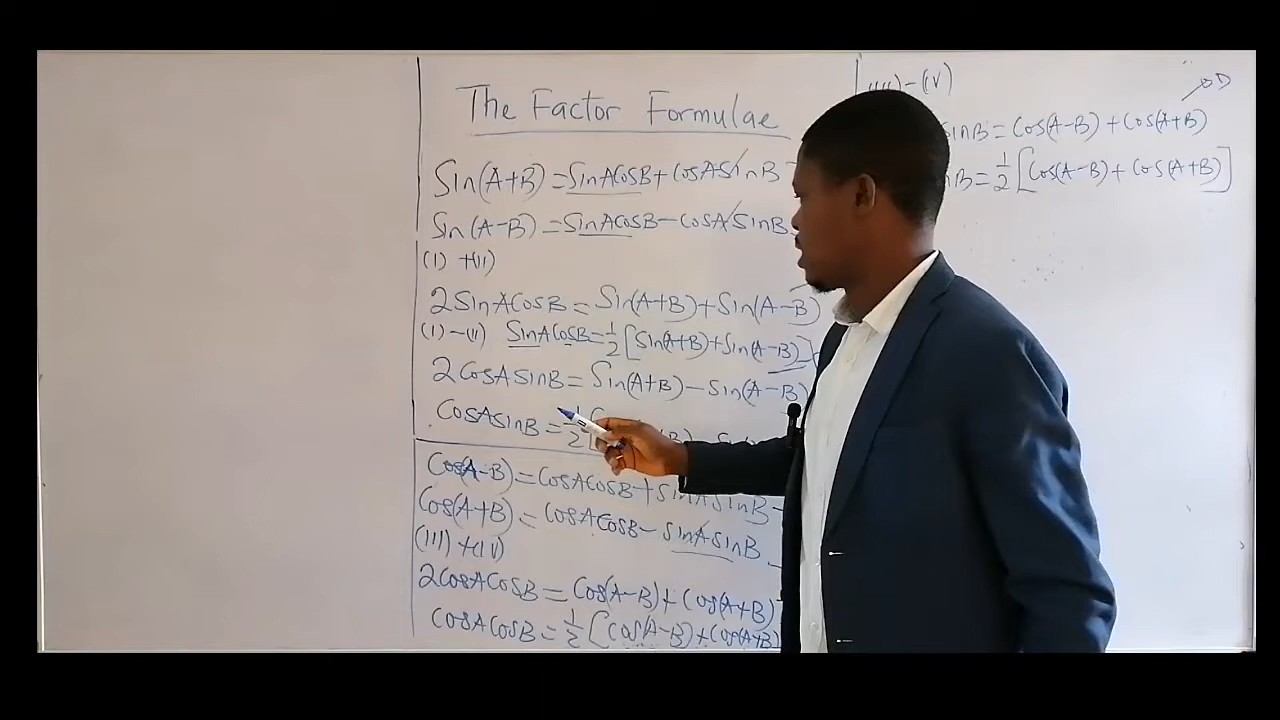 The Factor Formulae
Sin(A+B) = SinACosB + CosASinB
Sin(A-B) = SinACosB - CosASinB
(I) + (II)
2SinACosB = Sin(A+B) + Sin(A-B)
(I) - (II) SinACosB = 1/2 [Sin(A+B) + Sin(A-B)]
2CosASinB = Sin(A+B) - Sin(A-B)
CosASinB = 1/2 [
Cos(A-B) = CosACosB + SinASinB
Cos(A+B) = CosACosB - SinASinB
(III) + (IV)
2CosACosB = Cos(A-B) + Cos(A+B)
CosACosB = 1/2 [Cos(A-B) + Cos(A+B)
(III) - (IV)
inB = Cos(A-B) + Cos(A+B)
inB = 1/2 [Cos(A-B) + Cos(A+B)]